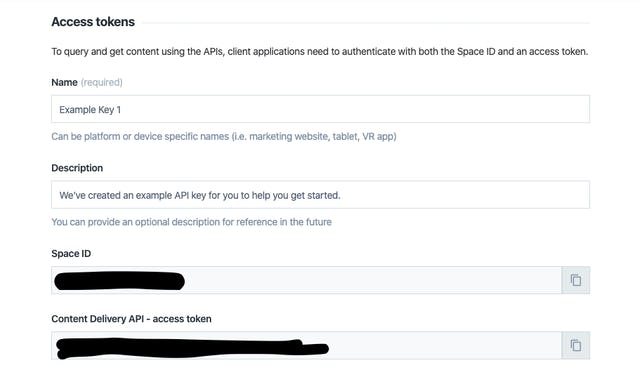 Access tokens
To query and get content using the APIs, client applications need to authenticate with both the Space ID and an access token.
Name (required)
Example Key 1
Can be platform or device specific names (i.e. marketing website, tablet, VR app)
Description
We've created an example API key for you to help you get started.
You can provide an optional description for reference in the future
Space ID
Content Delivery API - access token